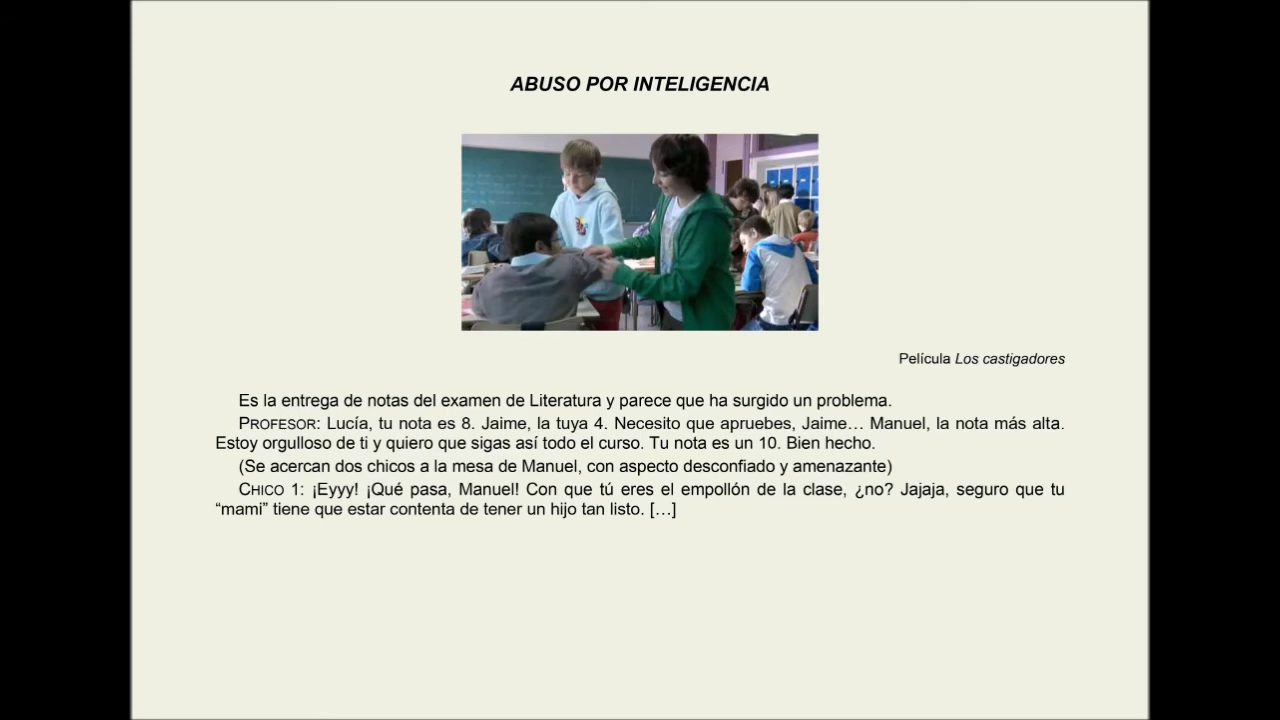 ABUSO POR INTELIGENCIA
Película Los castigadores
Es la entrega de notas del examen de Literatura y parece que ha surgido un problema.
PROFESOR: Lucía, tu nota es 8. Jaime, la tuya 4. Necesito que apruebes, Jaime… Manuel, la nota más alta.
Estoy orgulloso de ti y quiero que sigas así todo el curso. Tu nota es un 10. Bien hecho.
(Se acercan dos chicos a la mesa de Manuel, con aspecto desconfiado y amenazante)
CHICO 1: ¡Eyyy! ¡Qué pasa, Manuel! Con que tú eres el empollón de la clase, ¿no? Jajaja, seguro que tu
“mami” tiene que estar contenta de tener un hijo tan listo. […]